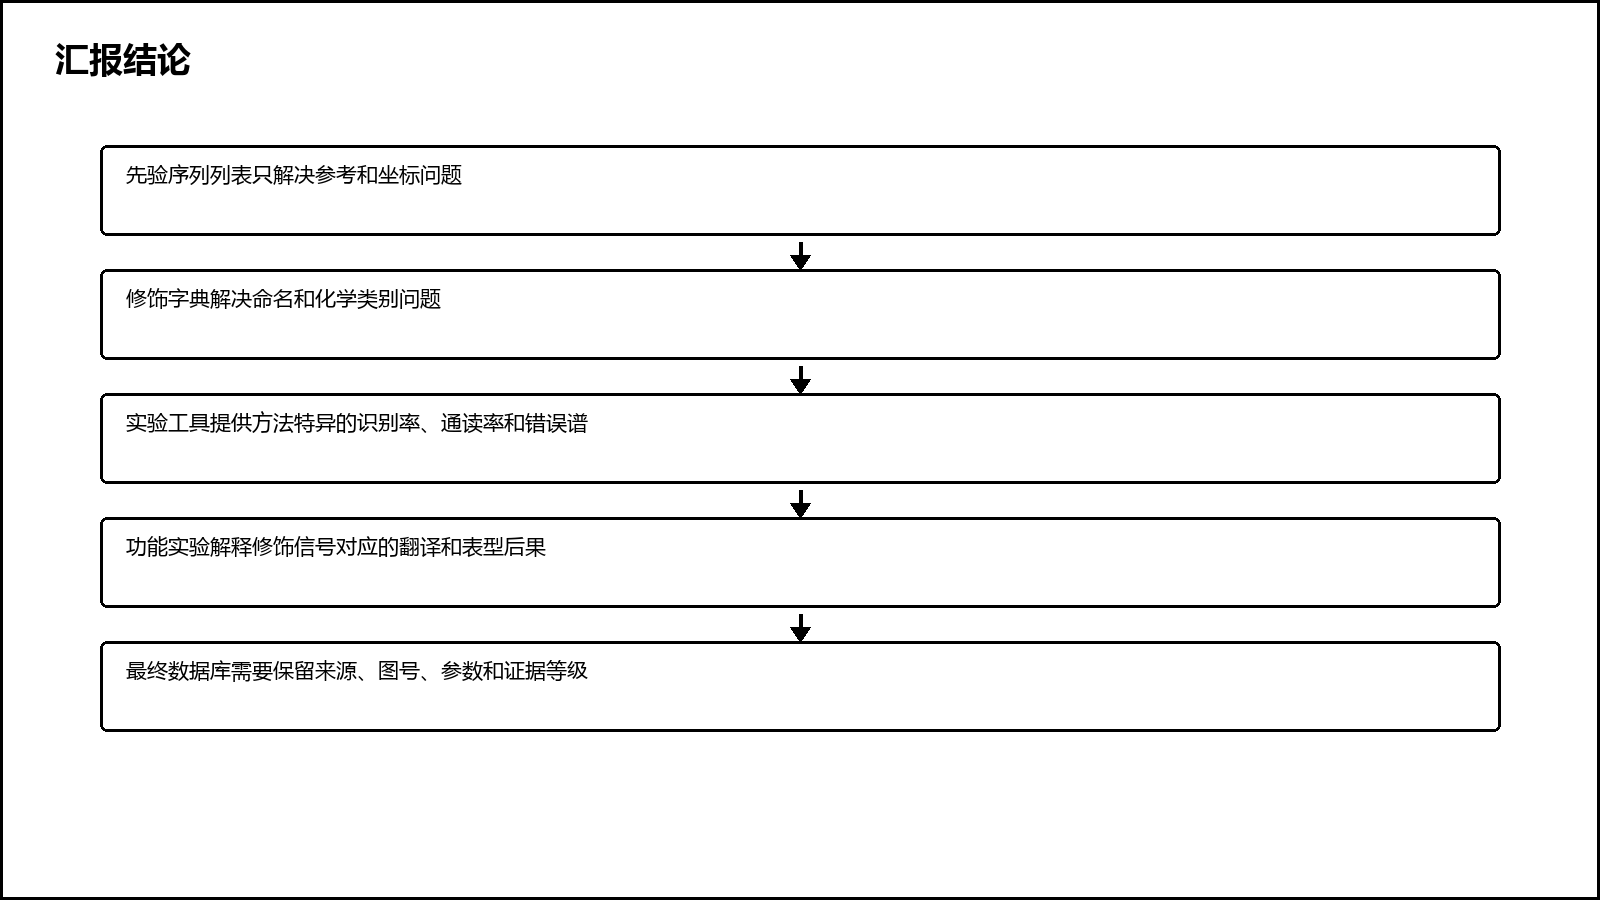 汇报结论
先验序列列表只解决参考和坐标问题
修饰字典解决命名和化学类别问题
实验工具提供方法特异的识别率、通读率和错误谱
功能实验解释修饰信号对应的翻译和表型后果
最终数据库需要保留来源、图号、参数和证据等级